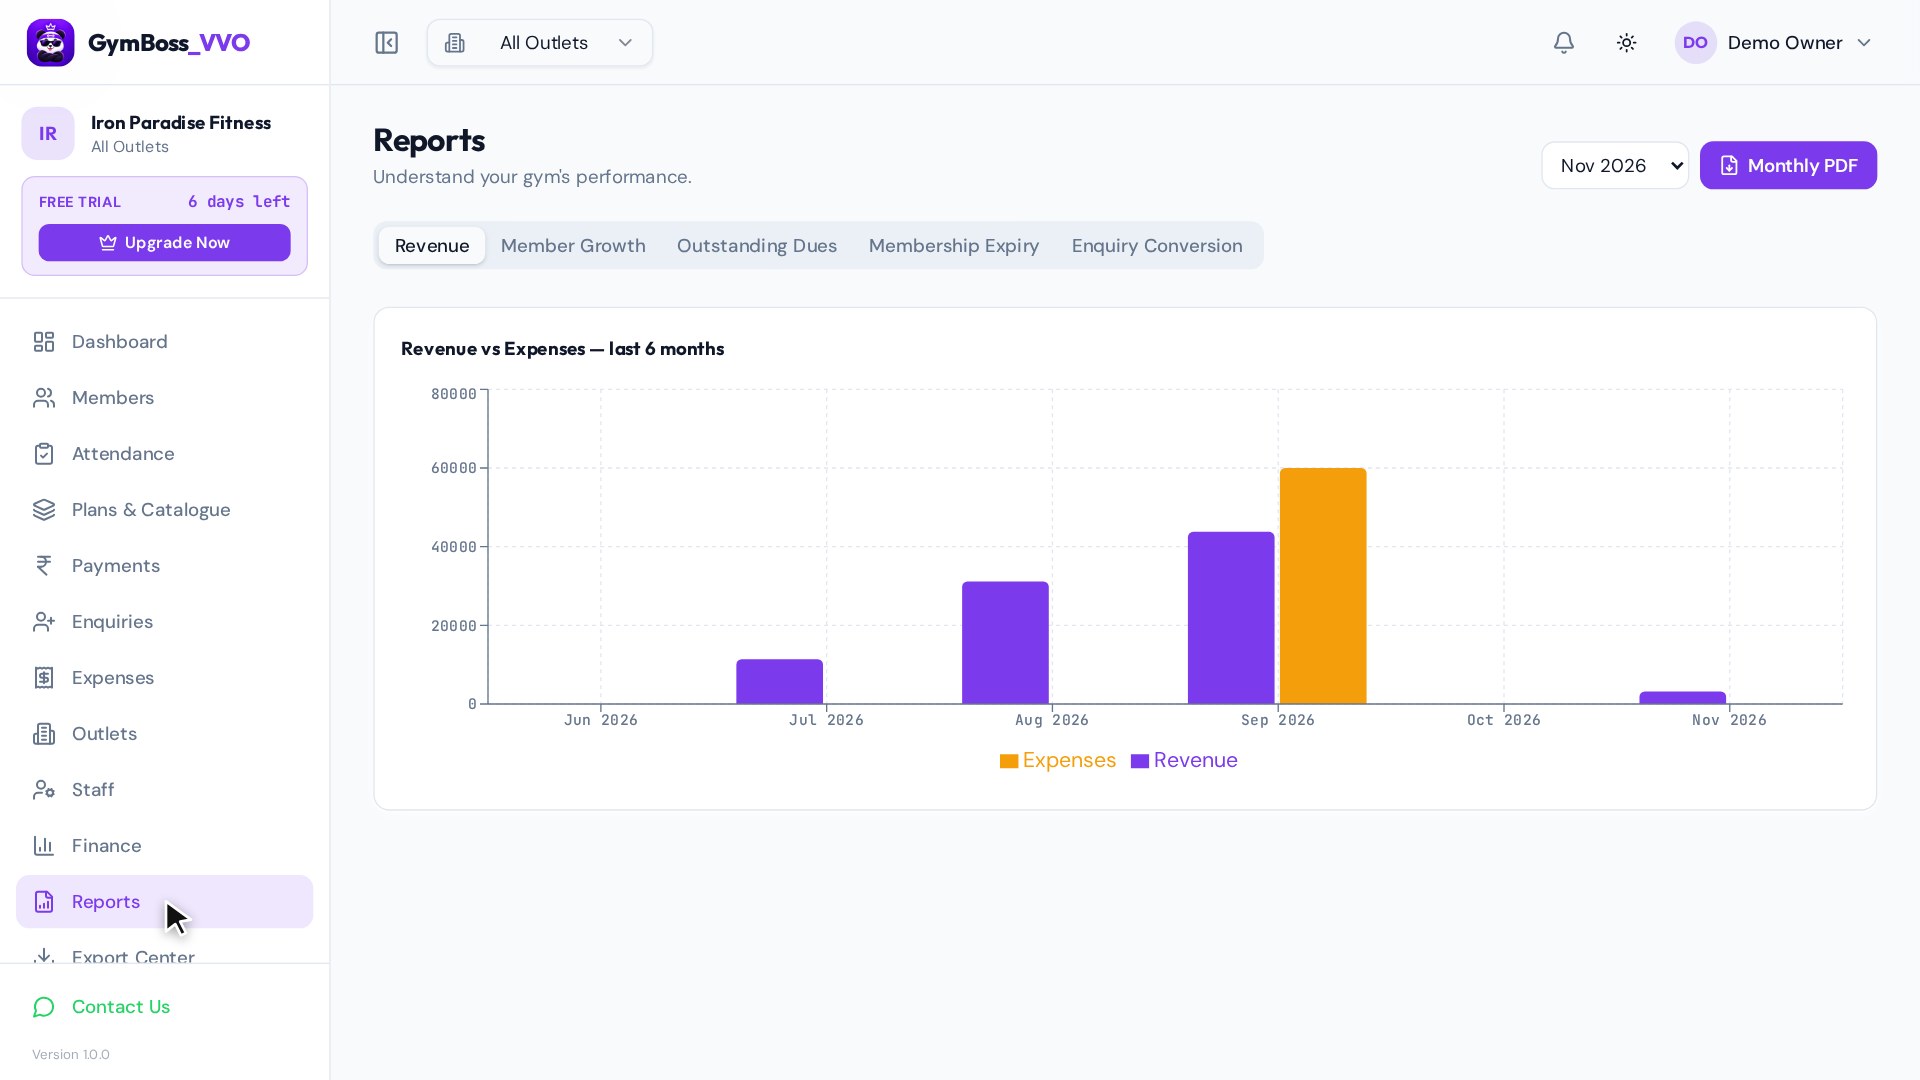 GymBoss_VVO
All Outlets
DO
Demo Owner
IR
Iron Paradise Fitness
All Outlets
FREE TRIAL
6 days left
Upgrade Now
Dashboard
Members
Attendance
Plans & Catalogue
Payments
Enquiries
Expenses
Outlets
Staff
Finance
Reports
Export Center
Contact Us
Version 1.0.0
Reports
Understand your gym's performance.
Nov 2026
Monthly PDF
Revenue
Member Growth
Outstanding Dues
Membership Expiry
Enquiry Conversion
Revenue vs Expenses — last 6 months
80000
60000
40000
20000
0
Jun 2026
Jul 2026
Aug 2026
Sep 2026
Oct 2026
Nov 2026
Expenses
Revenue